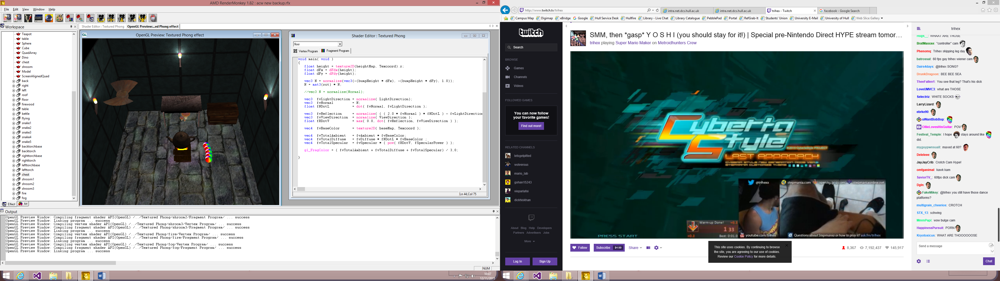 AMD RenderMonkey 1.82 : acw new backup.rfx
File Edit View Window Help
Workspace
Teapot
table
Sphere
Cube
QuadArray
Dino
chest
shroom
Model
ScreenAlignedQuad
back
right
left
roof
floor
firewood
table
kettle
flying
snake1
snake2
snake3
snake4
snake5
backtorchbase
backtorch
righttorchbase
righttorch
lefttorchbase
lefttorch
chest
shroom1
shroom2
shroom3
fire
fog
Effect Art
Shader Editor : Textured Phong OpenGL Preview:...ed Phong effect
GL OpenGL Preview: Textured Phong effect
Shader Editor : Textured Phong
floor
Vertex Program Fragment Program
void main( void )
{
float height = texture2D(heightMap, Texcoord).r;
float dFx = dFdx(height);
float dFy = dFdy(height);
vec3 N = normalize(vec3(-(bumpHeight * dFx), -(bumpHeight * dFy), 1.0));
N = mat3(rot) * N;
//vec3 N = normalize(Normal);
vec3 fvLightDirection = normalize( LightDirection);
vec3 fvNormal = N;
float fNDotL = dot( fvNormal, fvLightDirection );
vec3 fvReflection = normalize( ( ( 2.0 * fvNormal ) * fNDotL ) - fvLightDirection
vec3 fvViewDirection = normalize( ViewDirection );
float fRDotV = max( 0.0, dot( fvReflection, fvViewDirection ) );
vec4 fvBaseColor = texture2D( baseMap, Texcoord );
vec4 fvTotalAmbient = fvAmbient * fvBaseColor;
vec4 fvTotalDiffuse = fvDiffuse * fNDotL * fvBaseColor ;
vec4 fvTotalSpecular = fvSpecular * ( pow( fRDotV, fSpecularPower ) );
gl_FragColor = ( fvTotalAmbient + fvTotalDiffuse + fvTotalSpecular) / 3,0;
}
Ln 44,Col 75
Output
OpenGL Preview Window: Compiling fragment shader API(OpenGL) /../Textured Phong/shroom2/Fragment Program/ ... success
OpenGL Preview Window: Linking program ... success
OpenGL Preview Window: Compiling vertex shader API(OpenGL) /../Textured Phong/shroom3/Vertex Program/ ... success
OpenGL Preview Window: Compiling fragment shader API(OpenGL) /../Textured Phong/shroom3/Fragment Program/ ... success
OpenGL Preview Window: Linking program ... success
OpenGL Preview Window: Compiling vertex shader API(OpenGL) /../Textured Phong/fire/Vertex Program/ ... success
OpenGL Preview Window: Compiling fragment shader API(OpenGL) /../Textured Phong/fire/Fragment Program/ ... success
OpenGL Preview Window: Linking program ... success
OpenGL Preview Window: Compiling vertex shader API(OpenGL) /../Textured Phong/fog/Vertex Program/ ... success
OpenGL Preview Window: Compiling fragment shader API(OpenGL) /../Textured Phong/fog/Fragment Program/ ... success
OpenGL Preview Window: Linking program ... success
NUM
10:47
12/11/2015
http://www.twitch.tv/trihex intra.net.dcs.hull.ac.uk intra.net.dcs.hull.ac.uk trihex - Twitch facebook - Google Search
Campus Map Digimap eBridge Google Hull Service Desk Hullfire Library - Live Chat Library Catalogue PebblePad Portal RefGrab-It Students' Union University E-Mail University of Hull Web Slice Gallery
twitch
Search
BROWSE
Games
Channels
Videos
FOLLOWED GAMES
You can now follow
your favorite games!
Find out more!
RELATED CHANNELS
letsgetpitted
wolverous
mario_lab
gohan15243
vieparlafoi
dickhiskhan
About Blog Help Developers
Partners Advertisers Jobs
More
Log In Sign Up
SMM, then *gasp* Y O S H I (you should stay for it!) | Special pre-Nintendo Direct HYPE stream tomor...
trihex playing Super Mario Maker on Metroidhunters Crew
Cyberia
Style
©2015 CyberiaStyle PROJECT
LAST APPROACH
@trihexx stepmania.com openitg.gr-p.com stepmaniaonline.net
Warm-up Done! +0.3
1 33
+0.3 Best: 0:01.0
PRESS START
youtube.com/trihex Questions about Stepmania or how to play it? ask.fm/trihex
Follow Subscribe $4.99 Share
8,367 7,192,437 145,917
This site uses cookies. By continuing to browse
the site, you are agreeing to our use of cookies.
Review our Cookie Policy for more details.
trihex
Hugs__: WHAAT ARE THOSE
BratMaxxxe: "controller" cam
Phenomq: Trihex skipping leg day
batrossal: 60 fps gay trihex wiener cam
Dairs4days: @trihex SONG?
DrunkDragoon: BEE BEE SEA
TheeFallen1: You see that leg? That's his dick
LoveUMVC3: what are THOSE
Selectriz: WHITE SOCKS
LarryLizard:
ebrke90:
uWantBobBop:
OllieLovesHisGuitar: POV
Festival_Temple: I hope stays around like
did.
myguypwnsuall: maxed at 60?
Deleleee:
JayJayCrib: Crotch Cam Hype!
omfganimal: kawk kam
SaviorTV_: 60fps dick cam
Dgln:
FakeMikey: @trihex you still have those dance
platforms?
multigrain_cheerios: CROTCH
STX_13: schwing
MmmPapi: wow bulge cam
HappinessPursuit: PORN
Kryotoxicus: WHAT ARE THOOOOOOSE
Send a message
Chat